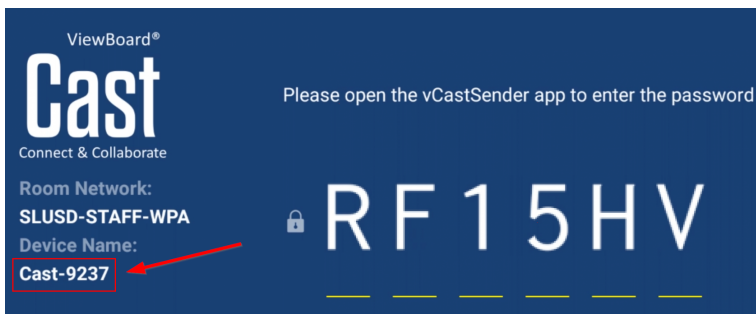 ViewBoard®
Cast
Connect & Collaborate
Room Network:
SLUSD-STAFF-WPA
Device Name:
Cast-9237
Please open the vCastSender app to enter the password
RF15HV